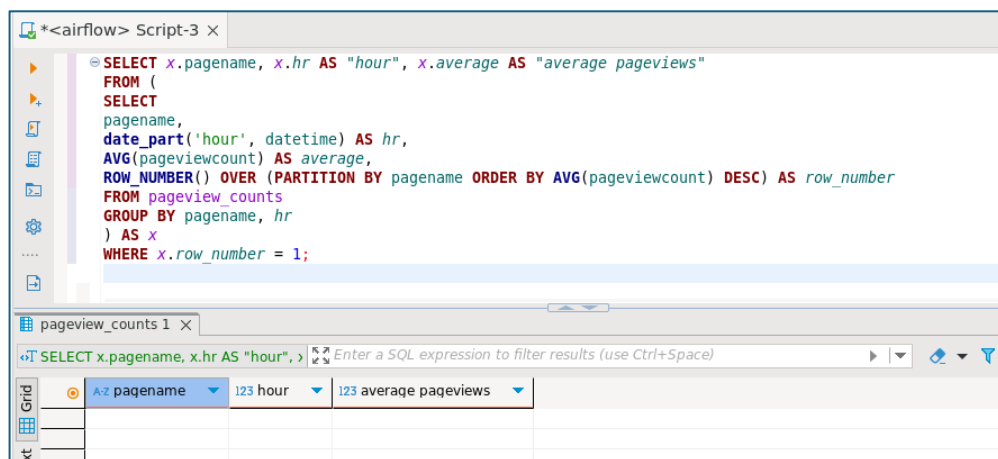 *<airflow> Script-3
SELECT x.pagename, x.hr AS "hour", x.average AS "average pageviews"
FROM (
SELECT
pagename,
date_part('hour', datetime) AS hr,
AVG(pageviewcount) AS average,
ROW_NUMBER() OVER (PARTITION BY pagename ORDER BY AVG(pageviewcount) DESC) AS row_number
FROM pageview_counts
GROUP BY pagename, hr
) AS x
WHERE x.row_number = 1;
pageview_counts 1
SELECT x.pagename, x.hr AS "hour", x Enter a SQL expression to filter results (use Ctrl+Space)
Grid A-Z pagename 123 hour 123 average pageviews